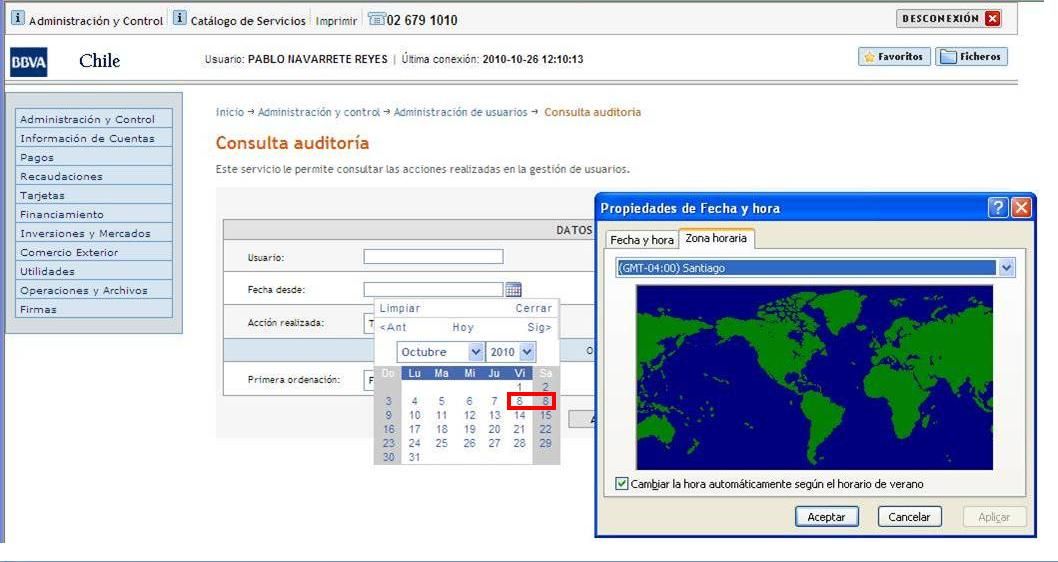 Administración y Control Catálogo de Servicios Imprimir 02 679 1010 DESCONEXIÓN
BBVA Chile Usuario: PABLO NAVARRETE REYES | Última conexión: 2010-10-26 12:10:13 Favoritos Ficheros
Administración y Control
Información de Cuentas
Pagos
Recaudaciones
Tarjetas
Financiamiento
Inversiones y Mercados
Comercio Exterior
Utilidades
Operaciones y Archivos
Firmas
Inicio → Administración y control → Administración de usuarios → Consulta auditoria
Consulta auditoría
Este servicio le permite consultar las acciones realizadas en la gestión de usuarios.
DATOS
Usuario:
Fecha desde:
Acción realizada: T
O
Primera ordenación: F
A
Limpiar Cerrar
<Ant Hoy Sig>
Octubre 2010
Do Lu Ma Mi Ju Vi Sa
1 2
3 4 5 6 7 8 8
9 10 11 12 13 14 15
16 17 18 19 20 21 22
23 24 25 26 27 28 29
30 31
Propiedades de Fecha y hora
Fecha y hora Zona horaria
(GMT-04:00) Santiago
Cambiar la hora automáticamente según el horario de verano
Aceptar Cancelar Aplicar